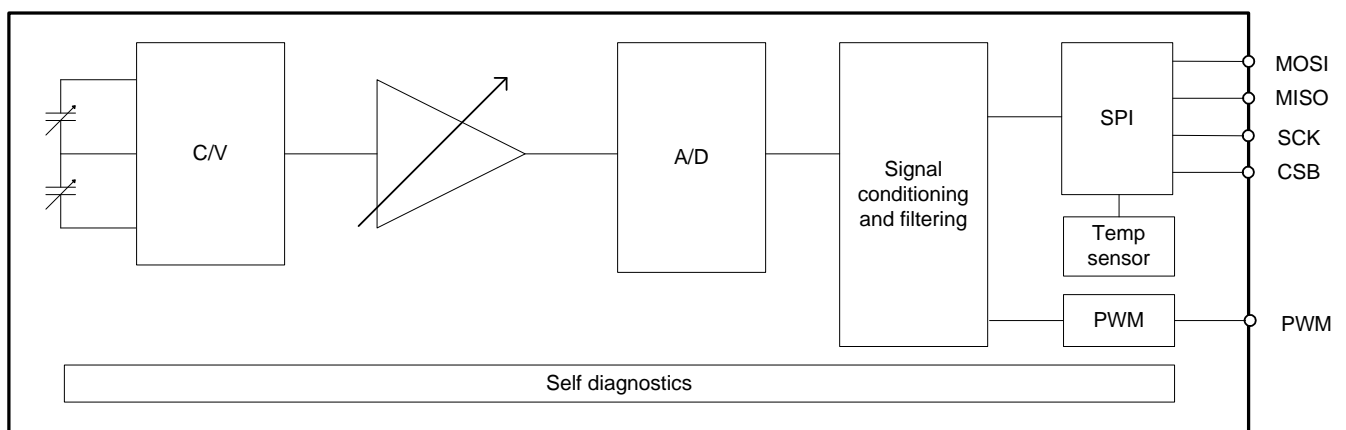 C/V
A/D
Signal
conditioning
and filtering
SPI
Temp
sensor
PWM
MOSI
MISO
SCK
CSB
PWM
Self diagnostics